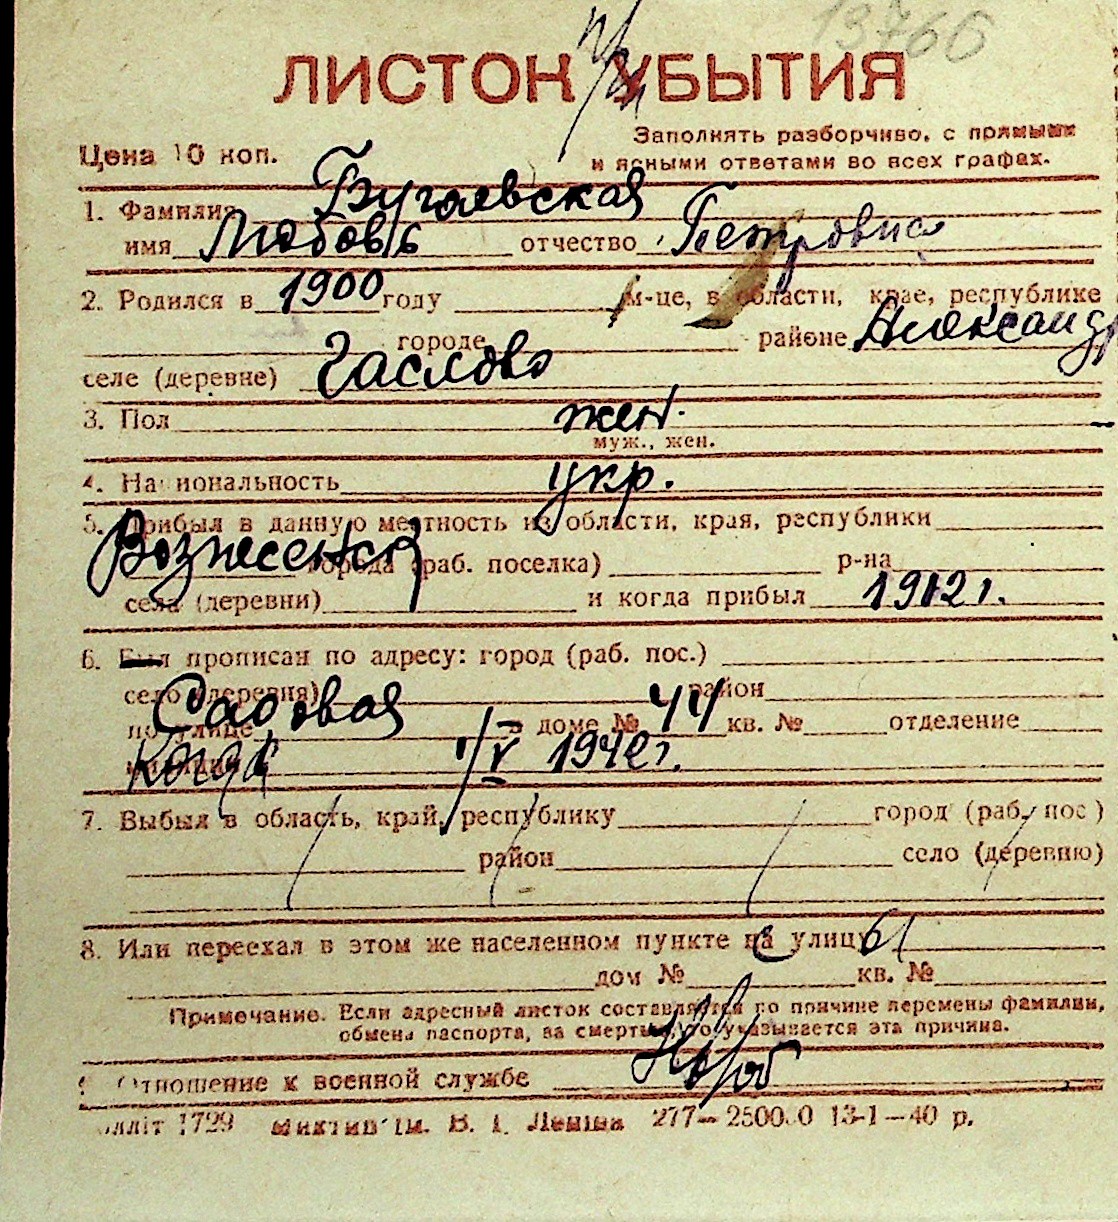 13766
ЛИСТОК УБЫТИЯ
Цена 10 коп.
Заполнять разборчиво, с прямыми
и ясными ответами во всех графах.
1. Фамилия Бугаевская
имя Любовь отчество Петровна
2. Родился в 1900 году м-це, в области, крае, республике
городе районе Александр
селе (деревне)
3. Пол жен.
муж., жен.
4. Национальность укр.
5. Прибыл в данную местность из области, края, республики
Вознесенск города (раб. поселка) р-на
села (деревни) и когда прибыл 1912 г.
6. Был прописан по адресу: город (раб. пос.)
село (деревня) район
по улице Садовая в доме № 44 кв. № отделение
когда 1/V 1942 г.
7. Выбыл в область, край, республику город (раб. пос.)
район село (деревню)
8. Или переехал в этом же населенном пункте на улицу
дом № кв. №
Примечание. Если адресный листок составляется по причине перемены фамилии,
обмена паспорта, за смертью, то указывается эта причина.
Отношение к военной службе
1729 В. І. Леніна 277— 13-1—40 р.